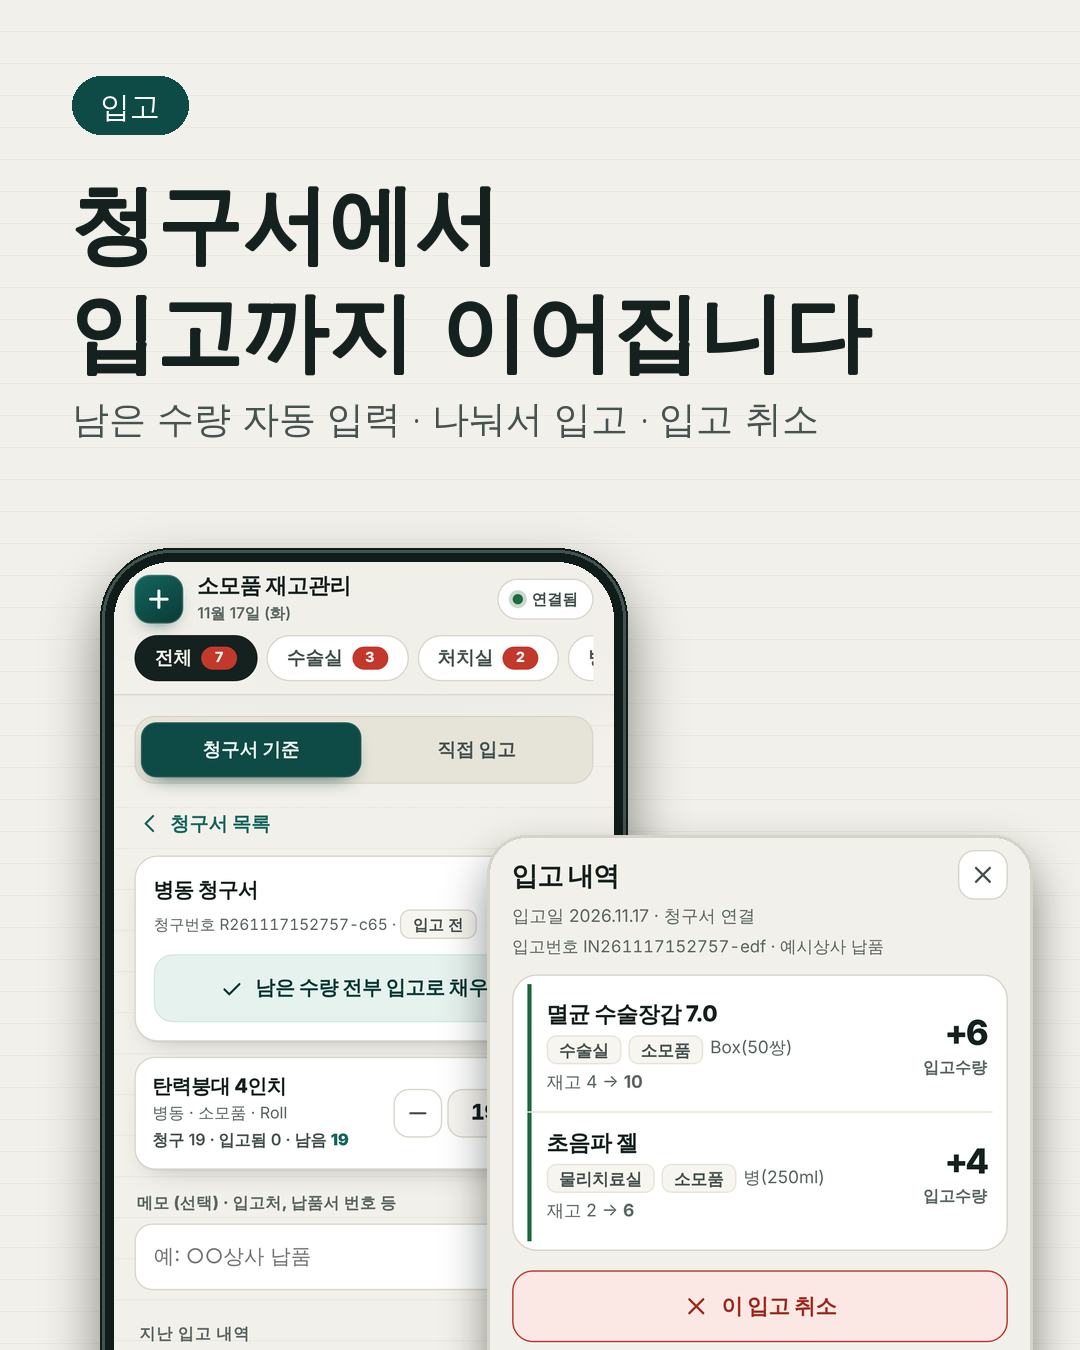 입고
청구서에서
입고까지 이어집니다
남은 수량 자동 입력 · 나눠서 입고 · 입고 취소
소모품 재고관리
11월 17일 (화)
연결됨
전체 7 수술실 3 처치실 2
청구서 기준 직접 입고
청구서 목록
병동 청구서
청구번호 R261117152757-c65 · 입고 전
남은 수량 전부 입고로 채우
탄력붕대 4인치
병동 · 소모품 · Roll
청구 19 · 입고됨 0 · 남음 19
메모 (선택) · 입고처, 납품서 번호 등
예: ○○상사 납품
지난 입고 내역
입고 내역
입고일 2026.11.17 · 청구서 연결
입고번호 IN261117152757-edf · 예시상사 납품
멸균 수술장갑 7.0
수술실 소모품 Box(50쌍)
재고 4 → 10
+6
입고수량
초음파 젤
물리치료실 소모품 병(250ml)
재고 2 → 6
+4
입고수량
이 입고 취소